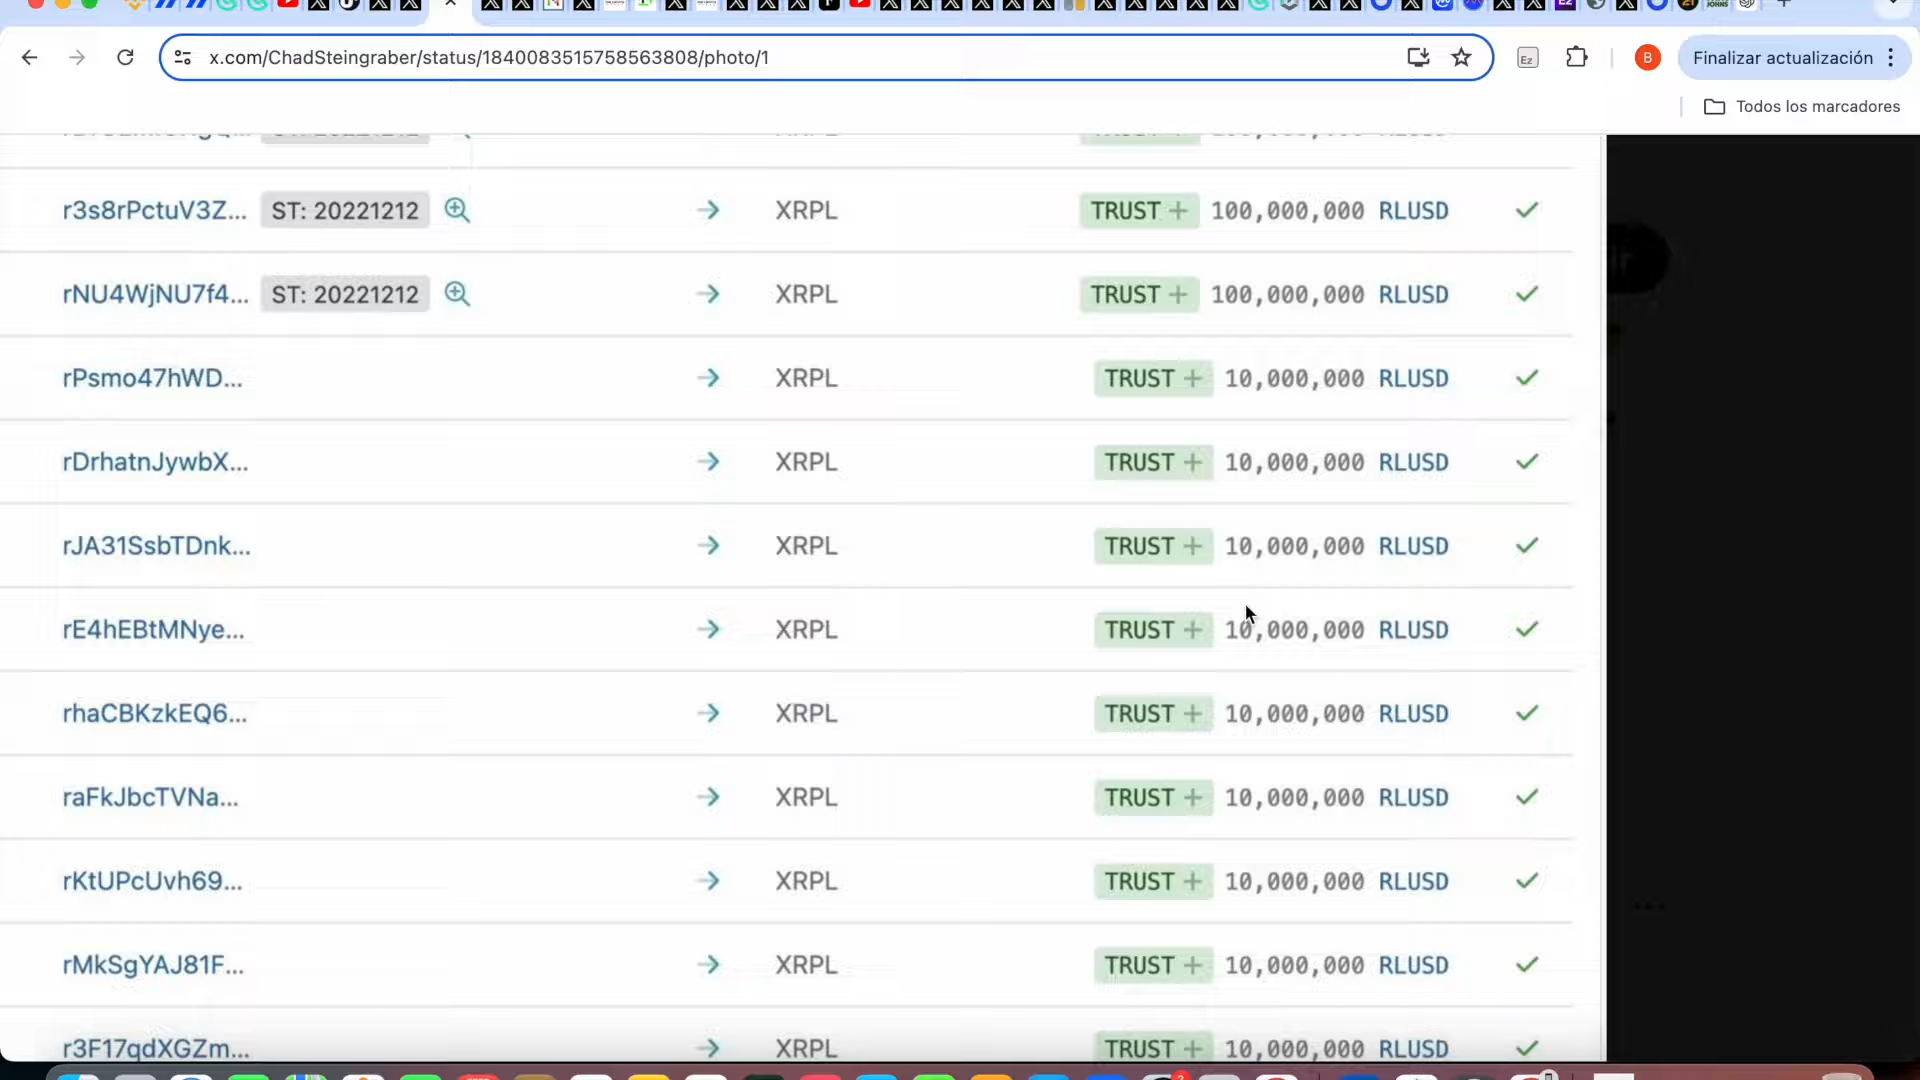 x.com/ChadSteingraber/status/1840083515758563808/photo/1
Ez
B
Finalizar actualización
Todos los marcadores
r3s8rPctuV3Z... ST: 20221212 → XRPL TRUST + 100,000,000 RLUSD ✓
rNU4WjNU7f4... ST: 20221212 → XRPL TRUST + 100,000,000 RLUSD ✓
rPsmo47hWD... → XRPL TRUST + 10,000,000 RLUSD ✓
rDrhatnJywbX... → XRPL TRUST + 10,000,000 RLUSD ✓
rJA31SsbTDnk... → XRPL TRUST + 10,000,000 RLUSD ✓
rE4hEBtMNye... → XRPL TRUST + 10,000,000 RLUSD ✓
rhaCBKzkEQ6... → XRPL TRUST + 10,000,000 RLUSD ✓
raFkJbcTVNa... → XRPL TRUST + 10,000,000 RLUSD ✓
rKtUPcUvh69... → XRPL TRUST + 10,000,000 RLUSD ✓
rMkSgYAJ81F... → XRPL TRUST + 10,000,000 RLUSD ✓
r3F17qdXGZm... → XRPL TRUST + 10,000,000 RLUSD ✓